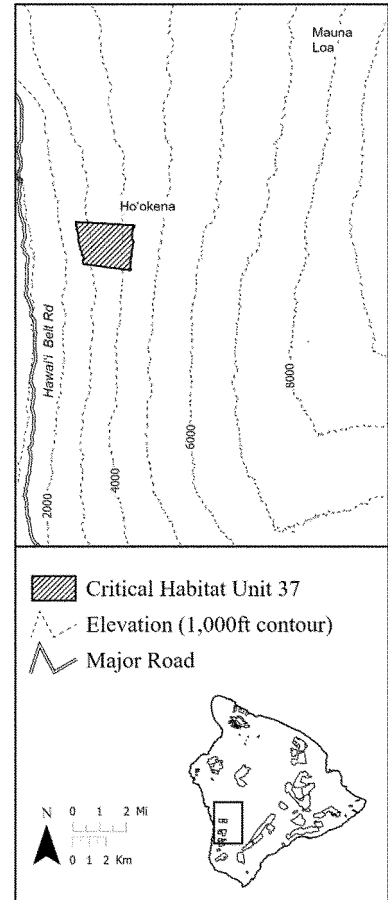 Mauna
Loa
Ho'okena
Hawai'i Belt Rd
2000
4000
6000
8000
Critical Habitat Unit 37
Elevation (1,000ft contour)
Major Road
N
0 1 2 Mi
0 1 2 Km